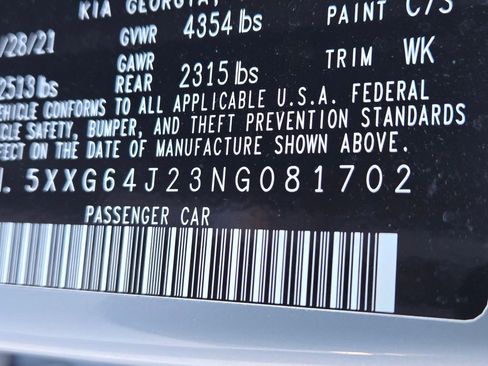 KIA GEORGIA,
PAINT C7S
/28/21 GVWR 4354 lbs
2513 lbs GAWR REAR 2315 lbs TRIM WK
VEHICLE CONFORMS TO ALL APPLICABLE U.S.A. FEDERAL
SAFETY, BUMPER, AND THEFT PREVENTION STANDARDS
ON THE DATE OF MANUFACTURE SHOWN ABOVE.
5XXG64J23NG081702
PASSENGER CAR